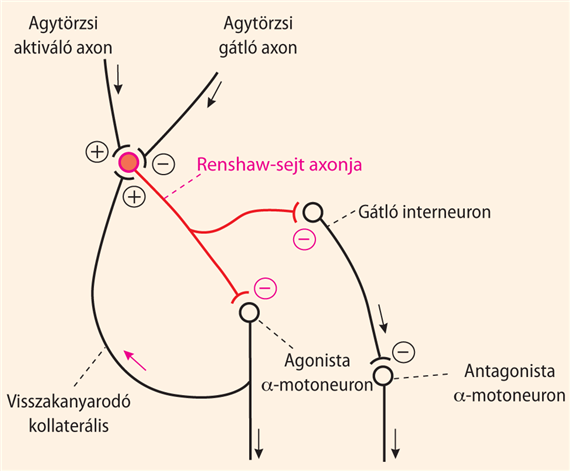 Agytörzsi
aktiváló axon
Agytörzsi
gátló axon
+
−
+
Renshaw-sejt axonja
−
Gátló interneuron
−
−
Agonista
α-motoneuron
Antagonista
α-motoneuron
Visszakanyarodó
kollaterális